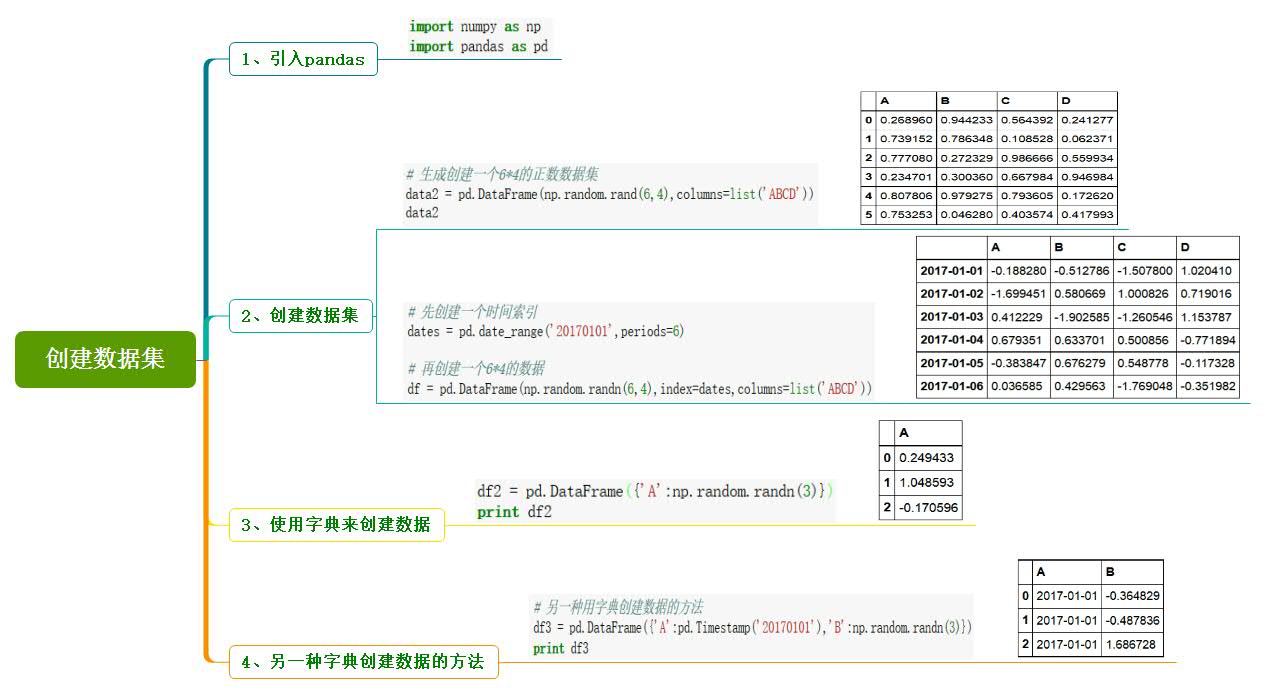 创建数据集
1、引入pandas
import numpy as np
import pandas as pd
2、创建数据集
# 生成创建一个6*4的正数数据集
data2 = pd.DataFrame(np.random.rand(6,4),columns=list('ABCD'))
data2
A B C D
0 0.268960 0.944233 0.564392 0.241277
1 0.739152 0.786348 0.108528 0.062371
2 0.777080 0.272329 0.986666 0.559934
3 0.234701 0.300360 0.667984 0.946984
4 0.807806 0.979275 0.793605 0.172620
5 0.753253 0.046280 0.403574 0.417993
# 先创建一个时间索引
dates = pd.date_range('20170101',periods=6)
# 再创建一个6*4的数据
df = pd.DataFrame(np.random.randn(6,4),index=dates,columns=list('ABCD'))
A B C D
2017-01-01 -0.188280 -0.512786 -1.507800 1.020410
2017-01-02 -1.699451 0.580669 1.000826 0.719016
2017-01-03 0.412229 -1.902585 -1.260546 1.153787
2017-01-04 0.679351 0.633701 0.500856 -0.771894
2017-01-05 -0.383847 0.676279 0.548778 -0.117328
2017-01-06 0.036585 0.429563 -1.769048 -0.351982
3、使用字典来创建数据
df2 = pd.DataFrame({'A':np.random.randn(3)})
print df2
A
0 0.249433
1 1.048593
2 -0.170596
4、另一种字典创建数据的方法
# 另一种用字典创建数据的方法
df3 = pd.DataFrame({'A':pd.Timestamp('20170101'),'B':np.random.randn(3)})
print df3
A B
0 2017-01-01 -0.364829
1 2017-01-01 -0.487836
2 2017-01-01 1.686728